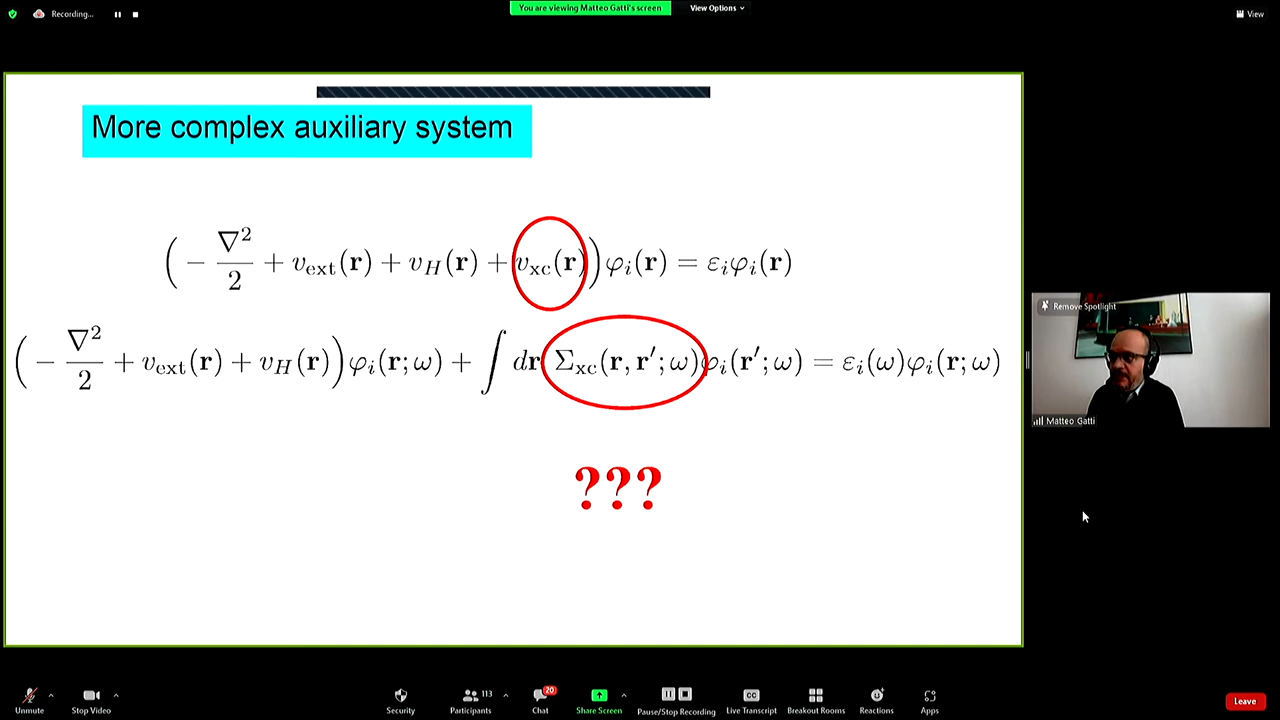 Recording...
You are viewing Matteo Gatti's screen
View Options
View
More complex auxiliary system
(−∇²/2 + v_ext(r) + v_H(r) + v_xc(r))φ_i(r) = ε_iφ_i(r)
(−∇²/2 + v_ext(r) + v_H(r))φ_i(r;ω) + ∫dr Σ_xc(r, r′;ω)φ_i(r′;ω) = ε_i(ω)φ_i(r;ω)
???
Remove Spotlight
Matteo Gatti
Unmute
Stop Video
Security
Participants
113
Chat
20
Share Screen
Pause/Stop Recording
CC
Live Transcript
Breakout Rooms
Reactions
Apps
Leave